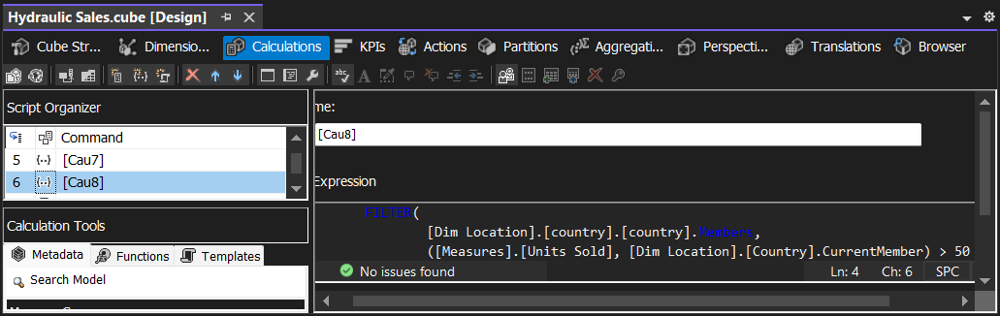 Hydraulic Sales.cube [Design]
Cube Str... Dimensio... Calculations KPIs Actions Partitions Aggregati... Perspecti... Translations Browser
Script Organizer
Command
5 [Cau7]
6 [Cau8]
Calculation Tools
Metadata Functions Templates
Search Model
me:
[Cau8]
Expression
FILTER(
[Dim Location].[country].[country].Members,
([Measures].[Units Sold], [Dim Location].[Country].CurrentMember) > 50
No issues found Ln: 4 Ch: 6 SPC